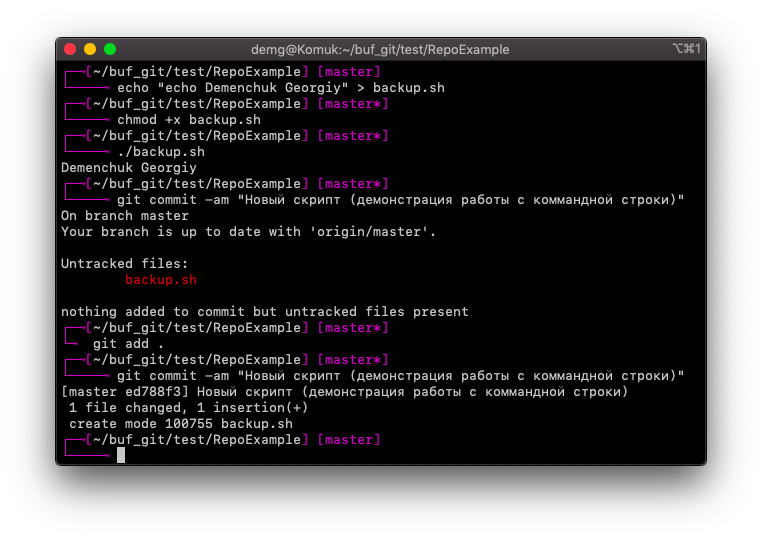 demg@Komuk:~/buf_git/test/RepoExample
⌥⌘1
[~/buf_git/test/RepoExample] [master]
echo "echo Demenchuk Georgiy" > backup.sh
[~/buf_git/test/RepoExample] [master*]
chmod +x backup.sh
[~/buf_git/test/RepoExample] [master*]
./backup.sh
Demenchuk Georgiy
[~/buf_git/test/RepoExample] [master*]
git commit -am "Новый скрипт (демонстрация работы с коммандной строки)"
On branch master
Your branch is up to date with 'origin/master'.
Untracked files:
backup.sh
nothing added to commit but untracked files present
[~/buf_git/test/RepoExample] [master*]
git add .
[~/buf_git/test/RepoExample] [master*]
git commit -am "Новый скрипт (демонстрация работы с коммандной строки)"
[master ed788f3] Новый скрипт (демонстрация работы с коммандной строки)
1 file changed, 1 insertion(+)
create mode 100755 backup.sh
[~/buf_git/test/RepoExample] [master]